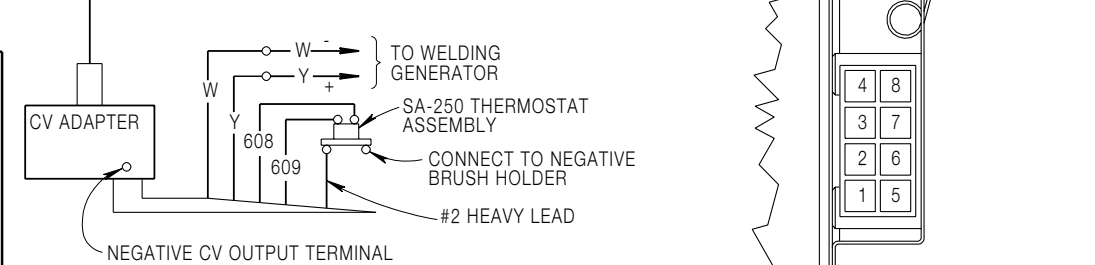 W -
TO WELDING
GENERATOR
Y +
W
SA-250 THERMOSTAT
ASSEMBLY
CV ADAPTER
Y
608
609
CONNECT TO NEGATIVE
BRUSH HOLDER
#2 HEAVY LEAD
NEGATIVE CV OUTPUT TERMINAL
4 8
3 7
2 6
1 5